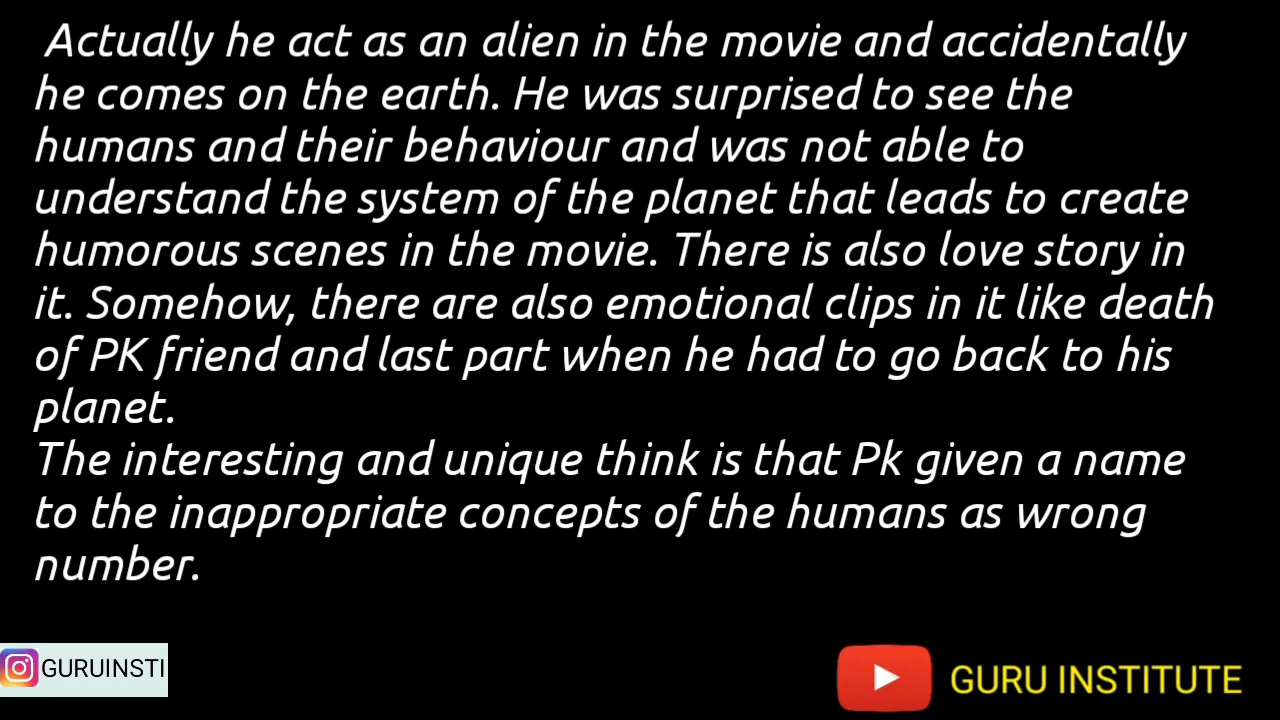 Actually he act as an alien in the movie and accidentally
he comes on the earth. He was surprised to see the
humans and their behaviour and was not able to
understand the system of the planet that leads to create
humorous scenes in the movie. There is also love story in
it. Somehow, there are also emotional clips in it like death
of PK friend and last part when he had to go back to his
planet.
The interesting and unique think is that Pk given a name
to the inappropriate concepts of the humans as wrong
number.
GURUINSTI
GURU INSTITUTE